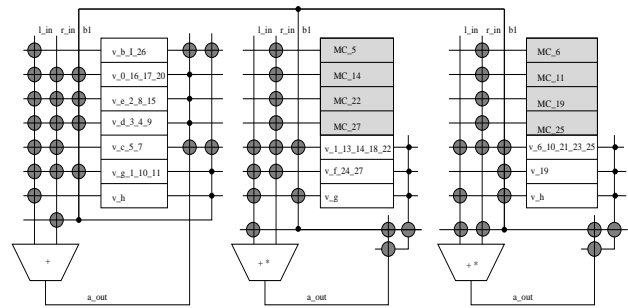 l_in r_in b1
v_b_I_26
v_0_16_17_20
v_e_2_8_15
v_d_3_4_9
v_c_5_7
v_g_1_10_11
v_h
+
a_out
l_in r_in b1
MC_5
MC_14
MC_22
MC_27
v_1_13_14_18_22
v_f_24_27
v_g
+ *
a_out
l_in r_in b1
MC_6
MC_11
MC_19
MC_25
v_6_10_21_23_25
v_19
v_h
+ *
a_out